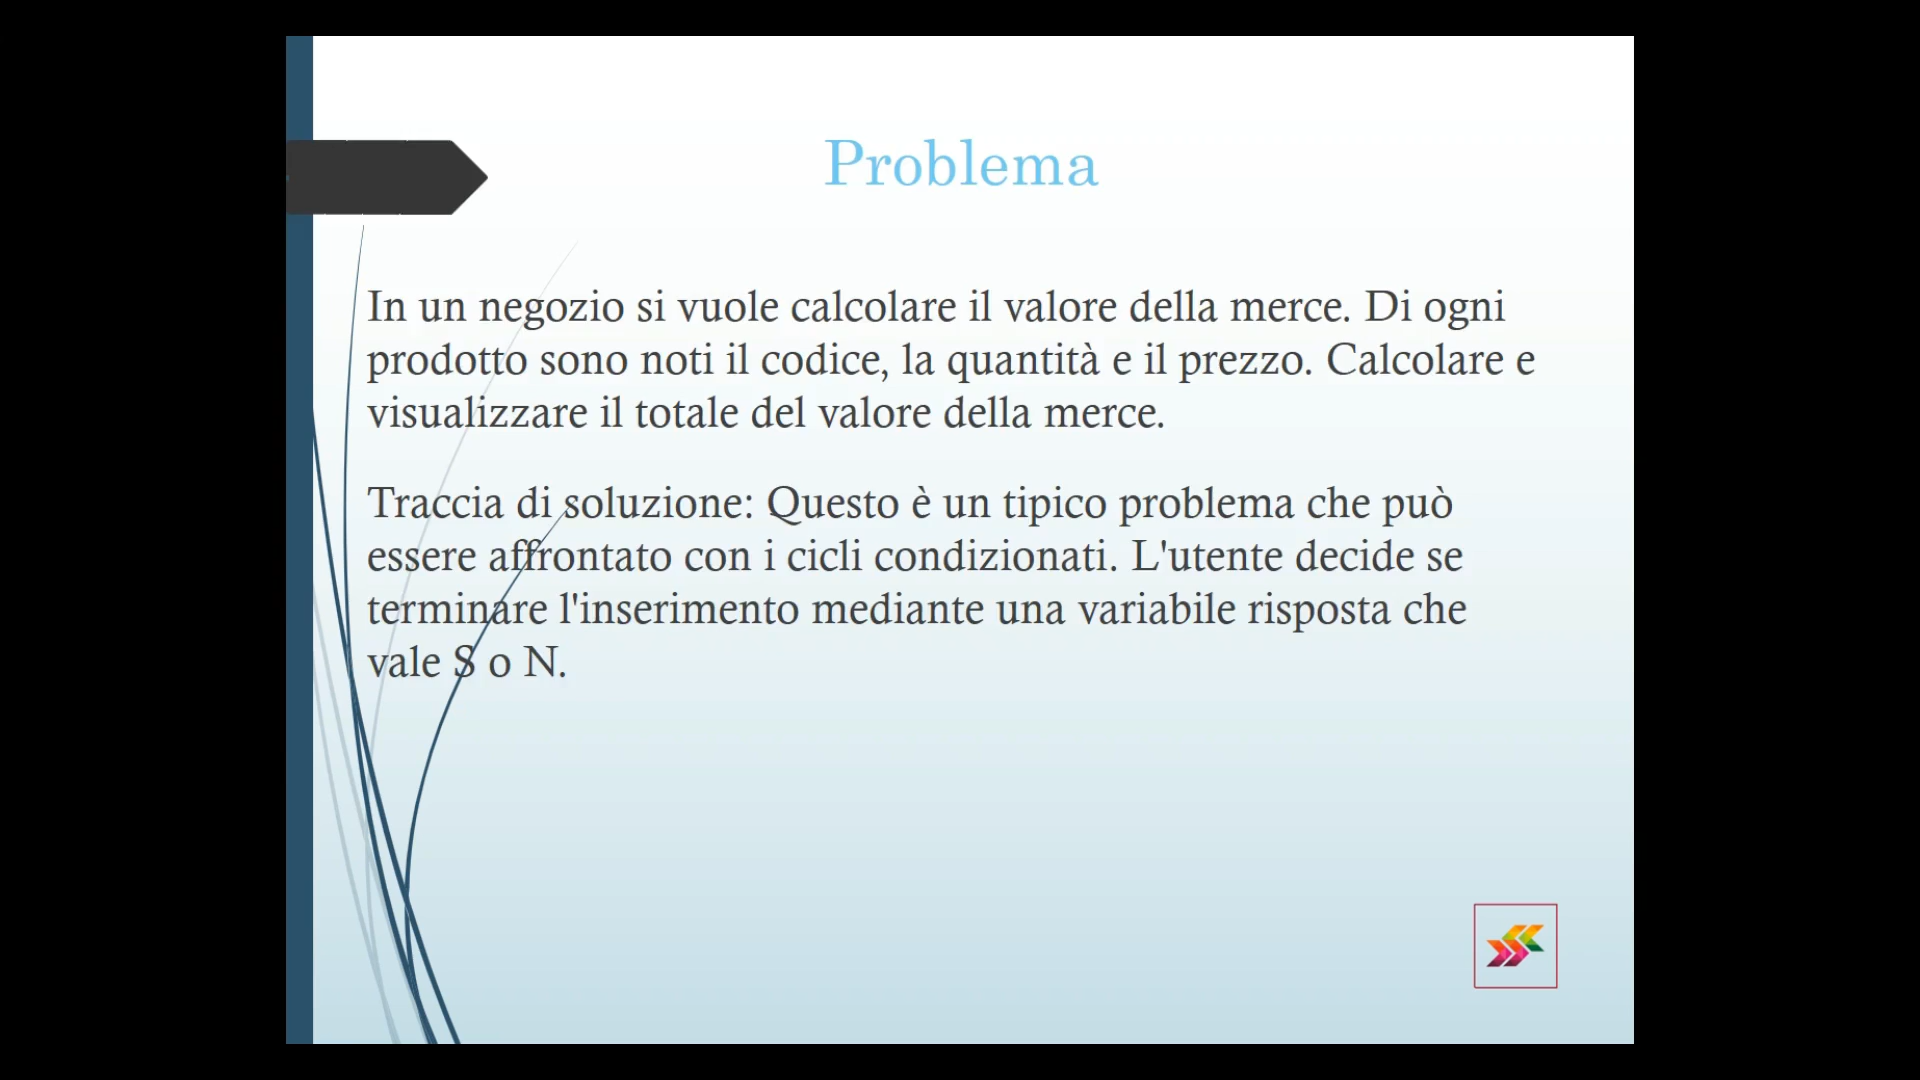 Problema
In un negozio si vuole calcolare il valore della merce. Di ogni
prodotto sono noti il codice, la quantità e il prezzo. Calcolare e
visualizzare il totale del valore della merce.
Traccia di soluzione: Questo è un tipico problema che può
essere affrontato con i cicli condizionati. L'utente decide se
terminare l'inserimento mediante una variabile risposta che
vale S o N.